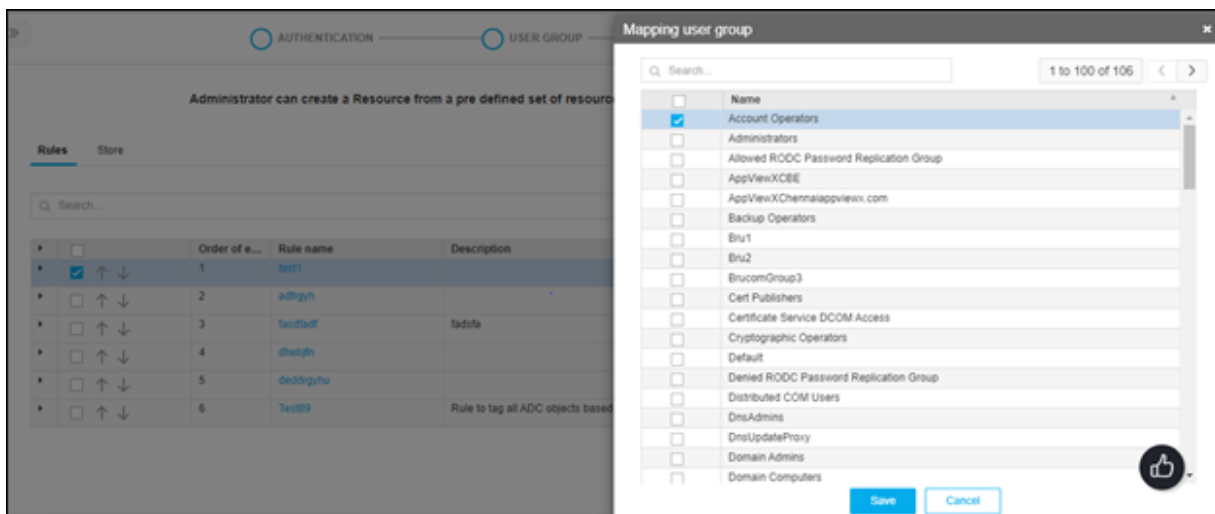 AUTHENTICATION
USER GROUP
Administrator can create a Resource from a pre defined set of resourc
Rules Store
Search...
Order of e... Rule name Description
1 test1
2 adfrgyh
3 fasdfadf fadsfa
4
5 deddrgyhu
6 Test89 Rule to tag all ADC objects based
Mapping user group
Search... 1 to 100 of 106
Name
Account Operators
Administrators
Allowed RODC Password Replication Group
AppViewXCBE
AppViewXChennaiappviewx.com
Backup Operators
Bru1
Bru2
BrucomGroup3
Cert Publishers
Certificate Service DCOM Access
Cryptographic Operators
Default
Denied RODC Password Replication Group
Distributed COM Users
DnsAdmins
DnsUpdateProxy
Domain Admins
Domain Computers
Save Cancel